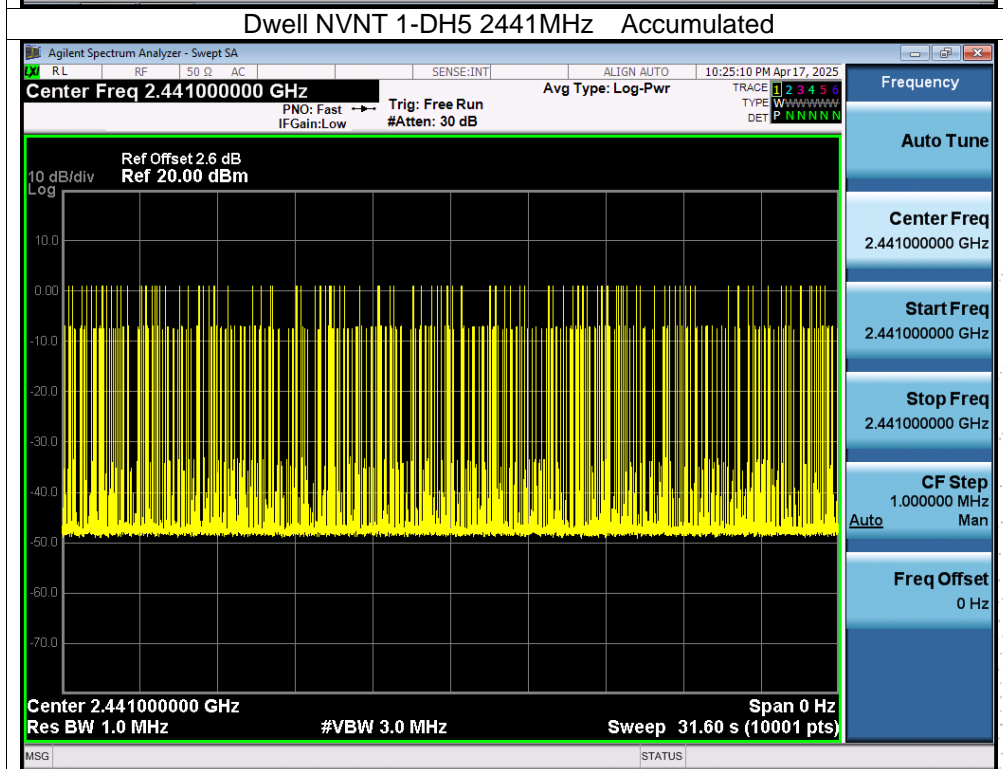 Dwell NVNT 1-DH5 2441MHz Accumulated
Agilent Spectrum Analyzer - Swept SA
LXI RL RF 50 Ω AC SENSE:INT ALIGN AUTO 10:25:10 PM Apr 17, 2025
Center Freq 2.441000000 GHz
PNO: Fast
IFGain:Low
Trig: Free Run
#Atten: 30 dB
Avg Type: Log-Pwr
TRACE 1 2 3 4 5 6
TYPE WWWWWWW
DET P N N N N N
Ref Offset 2.6 dB
10 dB/div Ref 20.00 dBm
Log
10.0
0.00
-10.0
-20.0
-30.0
-40.0
-50.0
-60.0
-70.0
Center 2.441000000 GHz Span 0 Hz
Res BW 1.0 MHz #VBW 3.0 MHz Sweep 31.60 s (10001 pts)
MSG STATUS
Frequency
Auto Tune
Center Freq
2.441000000 GHz
Start Freq
2.441000000 GHz
Stop Freq
2.441000000 GHz
CF Step
1.000000 MHz
Auto Man
Freq Offset
0 Hz